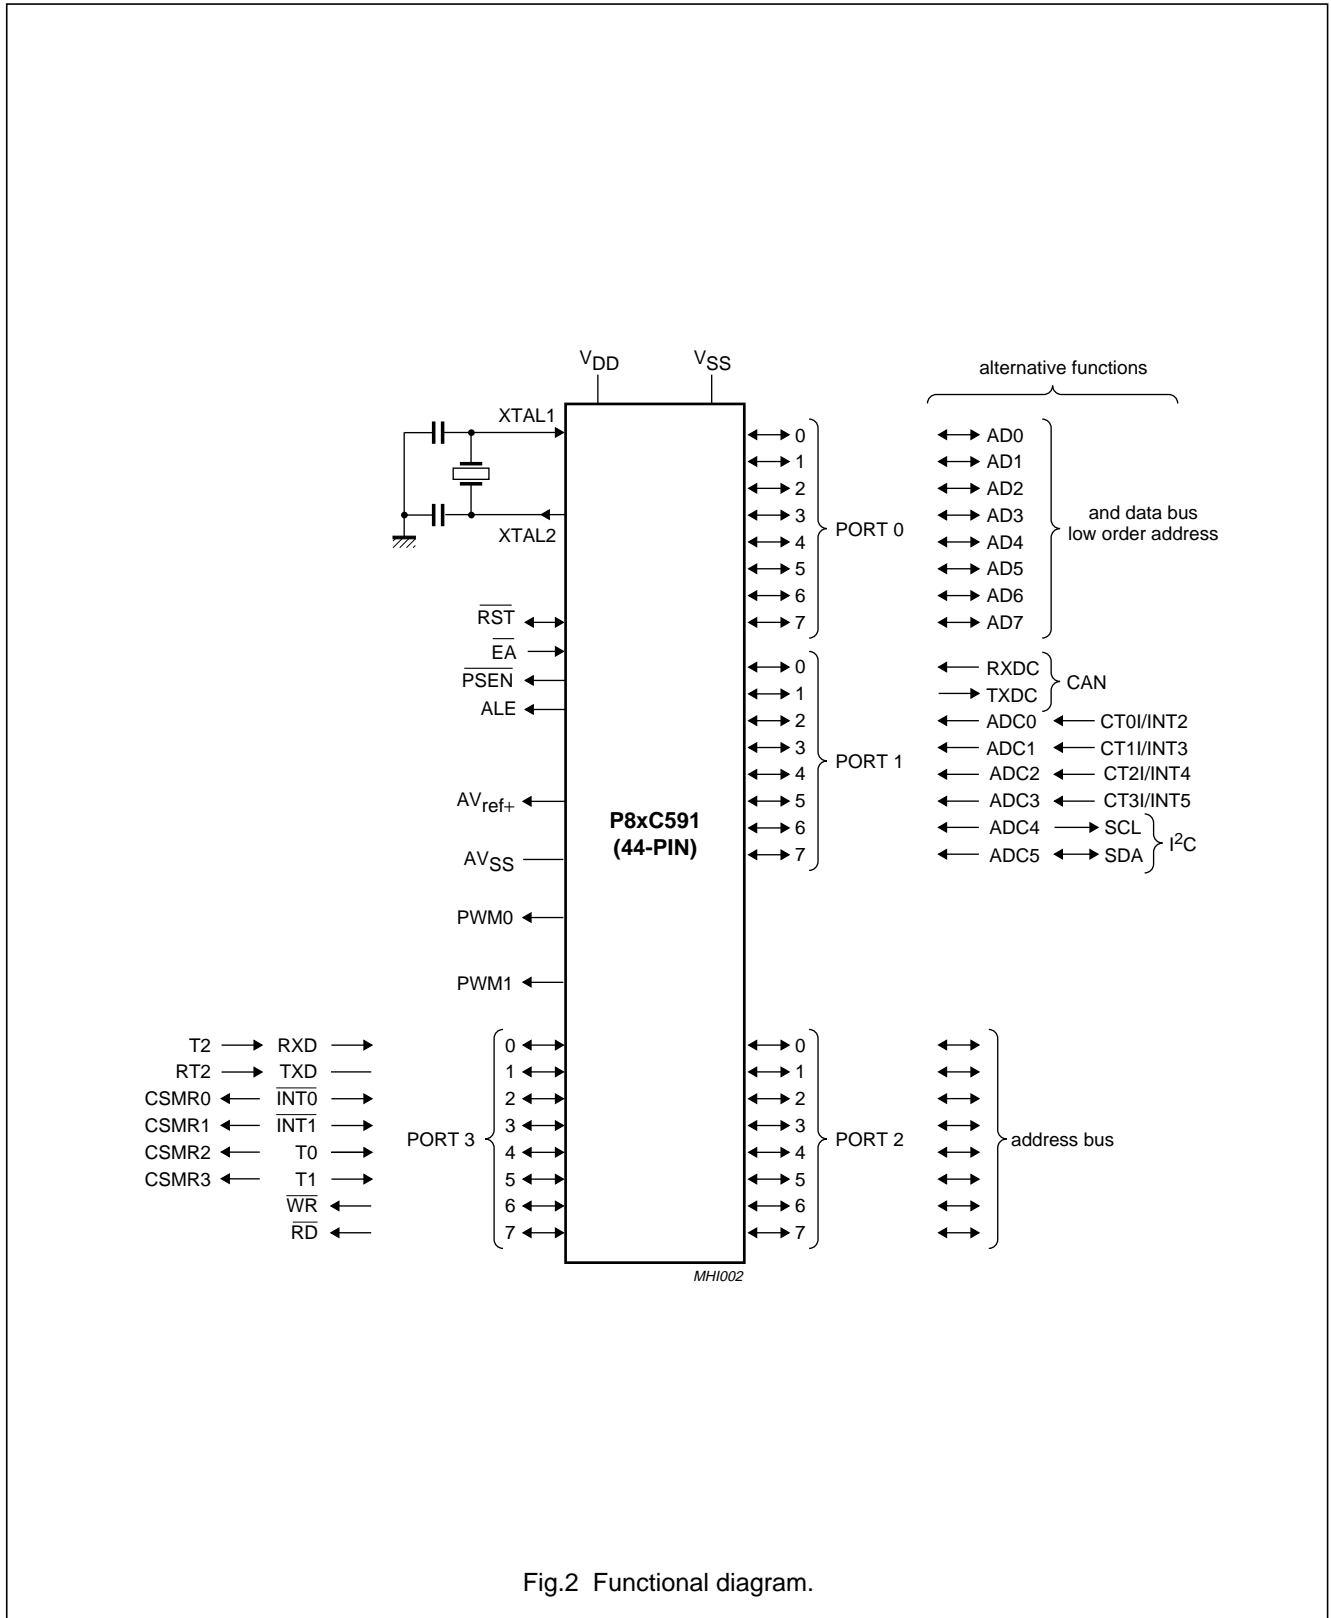 VDD VSS
alternative functions
XTAL1
XTAL2
RST
EA
PSEN
ALE
AVref+
AVSS
PWM0
PWM1
P8xC591
(44-PIN)
0
1
2
3
4
5
6
7
PORT 0
AD0
AD1
AD2
AD3
AD4
AD5
AD6
AD7
and data bus
low order address
0
1
2
3
4
5
6
7
PORT 1
RXDC
TXDC
CAN
ADC0 CT0I/INT2
ADC1 CT1I/INT3
ADC2 CT2I/INT4
ADC3 CT3I/INT5
ADC4 SCL
ADC5 SDA
I2C
T2 RXD
RT2 TXD
CSMR0 INT0
CSMR1 INT1
CSMR2 T0
CSMR3 T1
WR
RD
PORT 3
0
1
2
3
4
5
6
7
0
1
2
3
4
5
6
7
PORT 2
address bus
MHI002
Fig.2 Functional diagram.